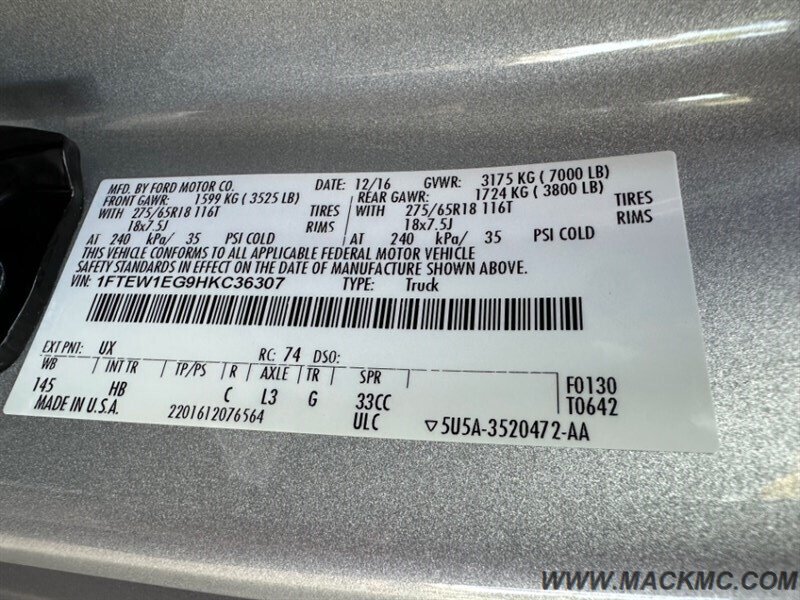 MFD. BY FORD MOTOR CO. DATE: 12/16 GVWR: 3175 KG ( 7000 LB)
FRONT GAWR: 1599 KG ( 3525 LB) REAR GAWR: 1724 KG ( 3800 LB)
WITH 275/65R18 116T TIRES WITH 275/65R18 116T TIRES
18x7.5J RIMS 18x7.5J RIMS
AT 240 kPa/ 35 PSI COLD AT 240 kPa/ 35 PSI COLD
THIS VEHICLE CONFORMS TO ALL APPLICABLE FEDERAL MOTOR VEHICLE
SAFETY STANDARDS IN EFFECT ON THE DATE OF MANUFACTURE SHOWN ABOVE.
VIN: 1FTEW1EG9HKC36307 TYPE: Truck
EXT PNT: UX RC: 74 DSO:
WB INT TR TP/PS R AXLE TR SPR
145 HB C L3 G 33CC F0130
MADE IN U.S.A. 2201612076564 ULC T0642
▽5U5A-3520472-AA
WWW.MACKMC.COM